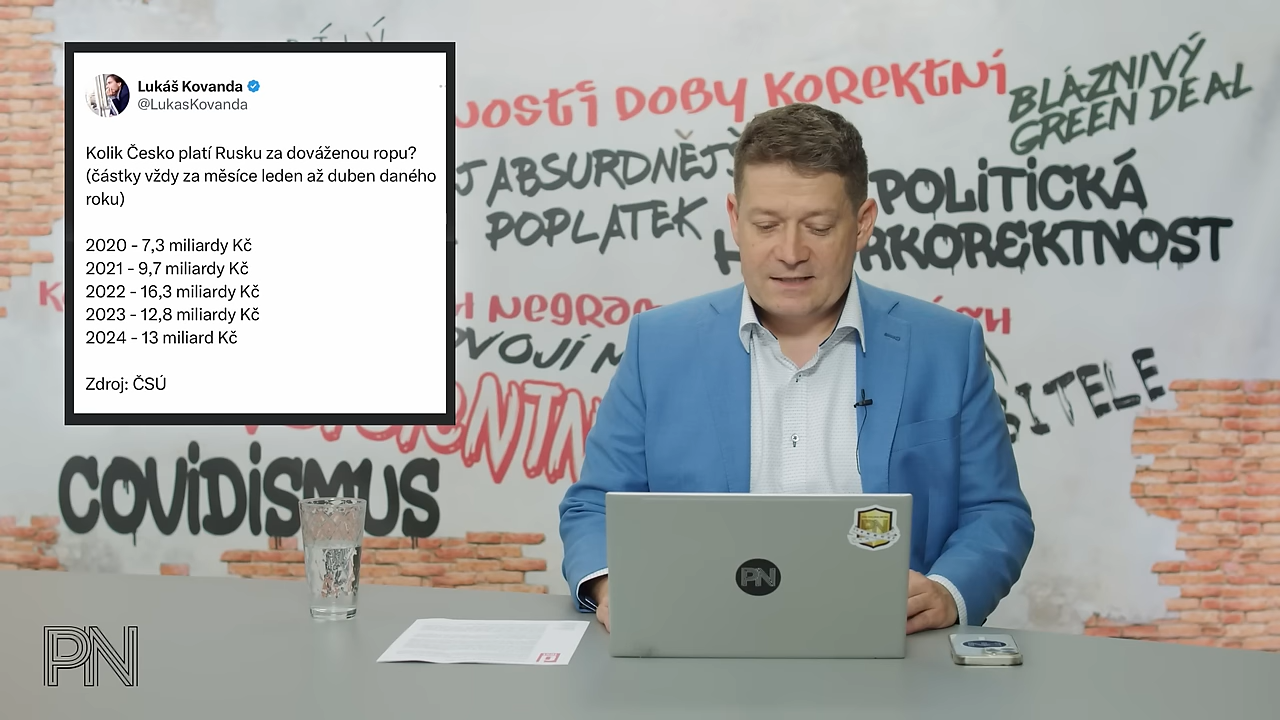 Lukáš Kovanda
@LukasKovanda
Kolik Česko platí Rusku za dováženou ropu?
(částky vždy za měsíce leden až duben daného
roku)
2020 - 7,3 miliardy Kč
2021 - 9,7 miliardy Kč
2022 - 16,3 miliardy Kč
2023 - 12,8 miliardy Kč
2024 - 13 miliard Kč
Zdroj: ČSÚ
DOBY KOREKTNÍ
BLÁZNIVÝ
GREEN DEAL
POPLATEK
POLITICKÁ
COVIDISMUS
PN
PN
PN